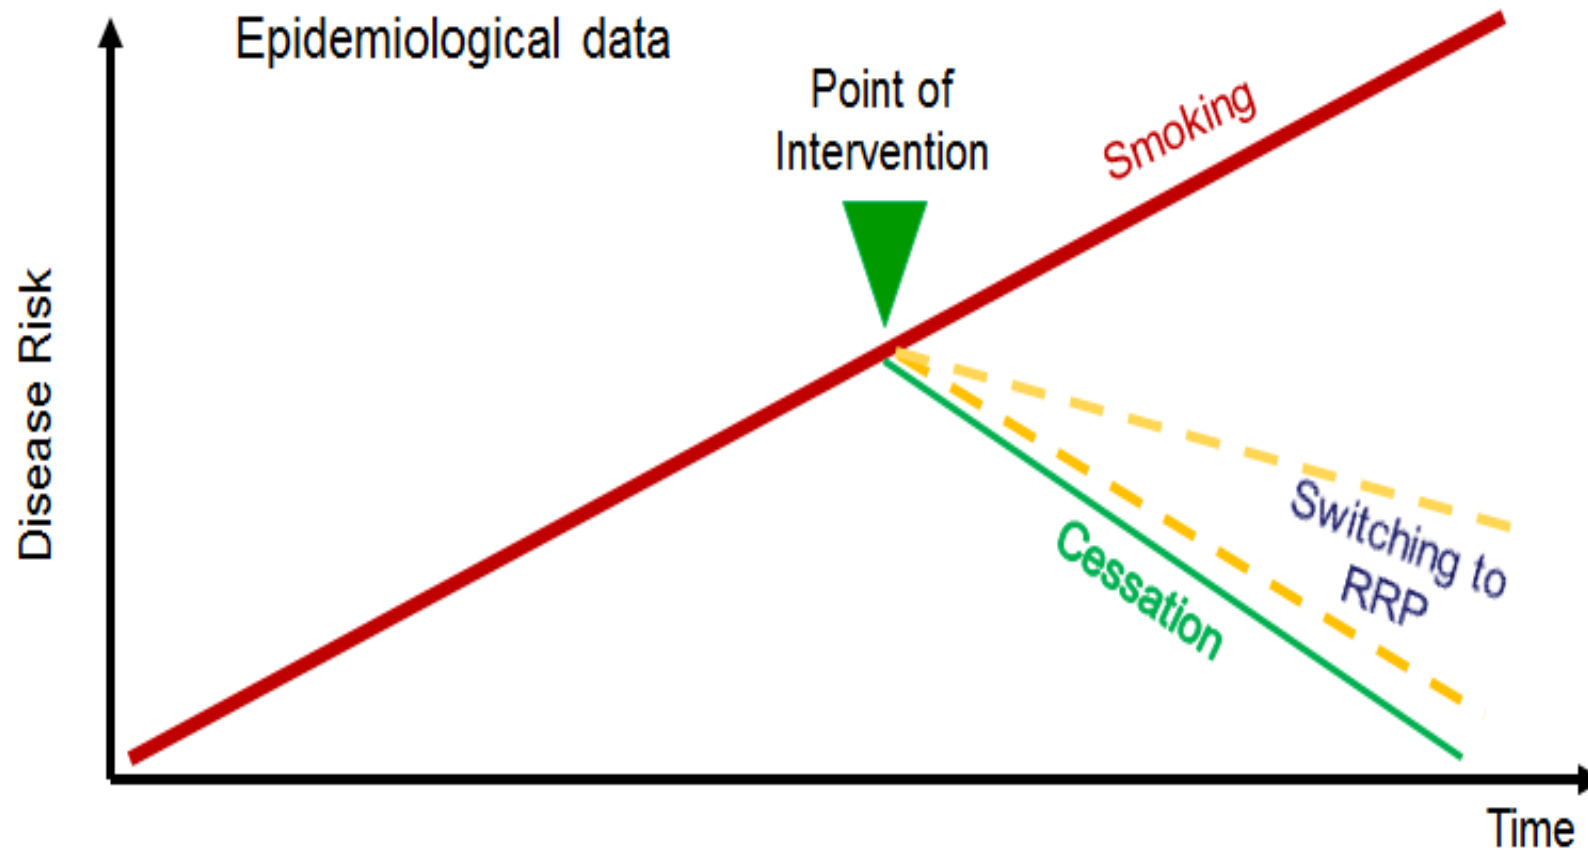 Epidemiological data
Point of
Intervention
Smoking
Disease Risk
Cessation
Switching to
RRP
Time